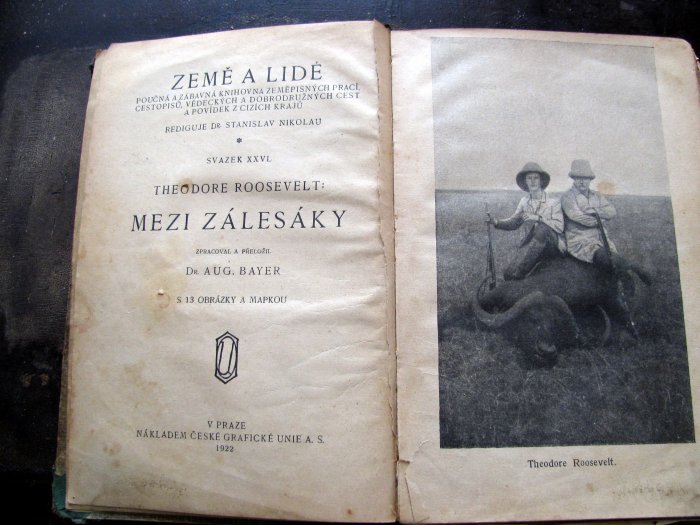 ZEMĚ A LIDÉ
POUČNÁ A ZÁBAVNÁ KNIHOVNA ZEMĚPISNÝCH PRACÍ,
CESTOPISŮ, VĚDECKÝCH A DOBRODRUŽNÝCH CEST
A POVÍDEK Z CIZÍCH KRAJŮ
REDIGUJE DR. STANISLAV NIKOLAU
*
SVAZEK XXVI.
THEODORE ROOSEVELT:
MEZI ZÁLESÁKY
ZPRACOVAL A PŘELOŽIL
DR. AUG. BAYER
S 13 OBRÁZKY A MAPKOU
U
V PRAZE
NÁKLADEM ČESKÉ GRAFICKÉ UNIE A. S.
1922
Theodore Roosevelt.